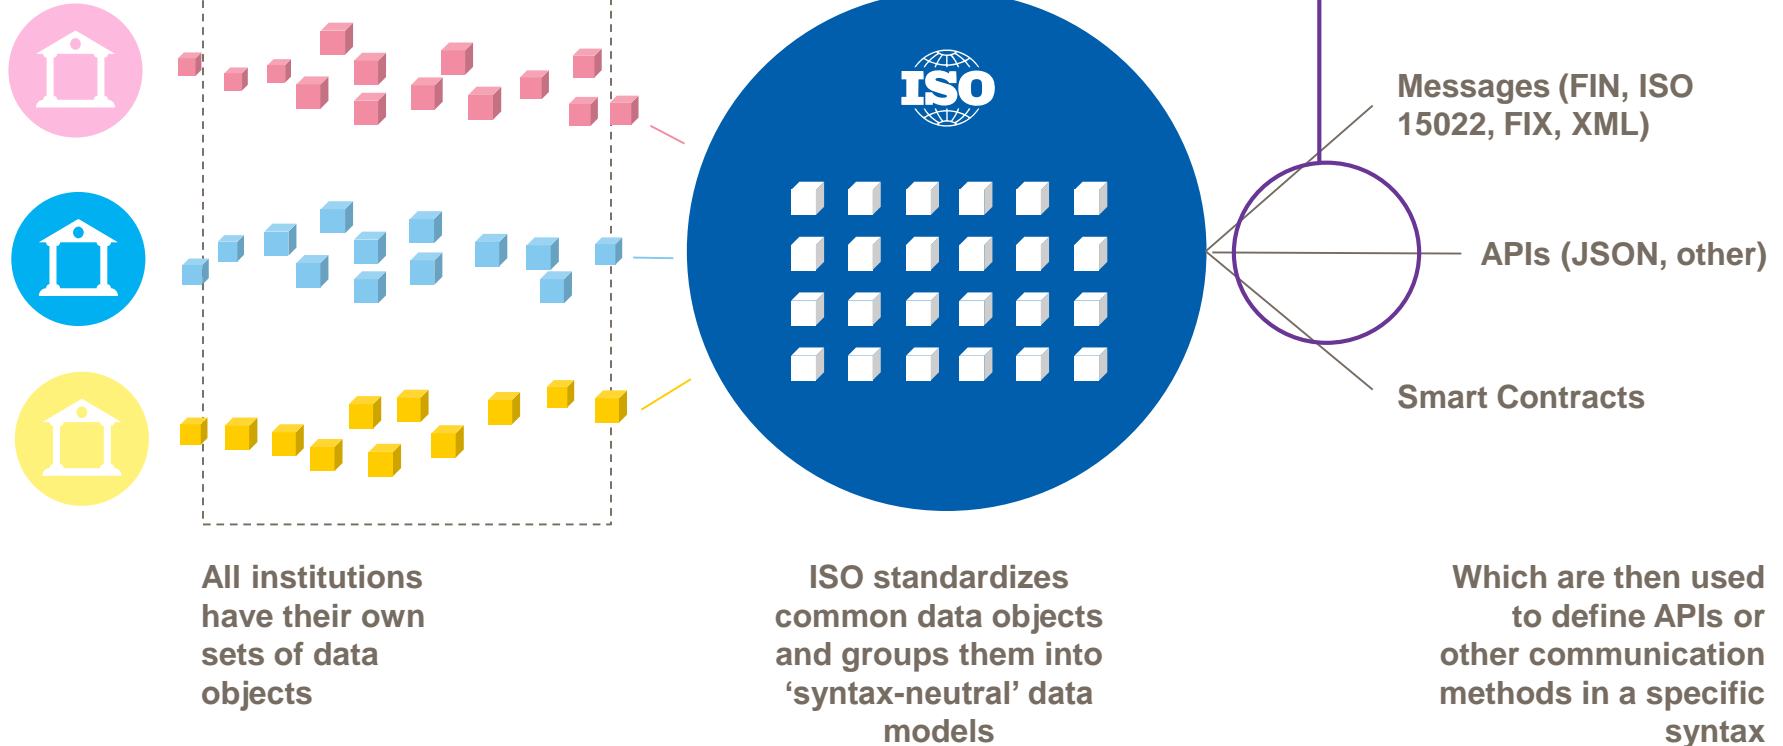 ISO
Messages (FIN, ISO
15022, FIX, XML)
APIs (JSON, other)
Smart Contracts
All institutions
have their own
sets of data
objects
ISO standardizes
common data objects
and groups them into
‘syntax-neutral’ data
models
Which are then used
to define APIs or
other communication
methods in a specific
syntax